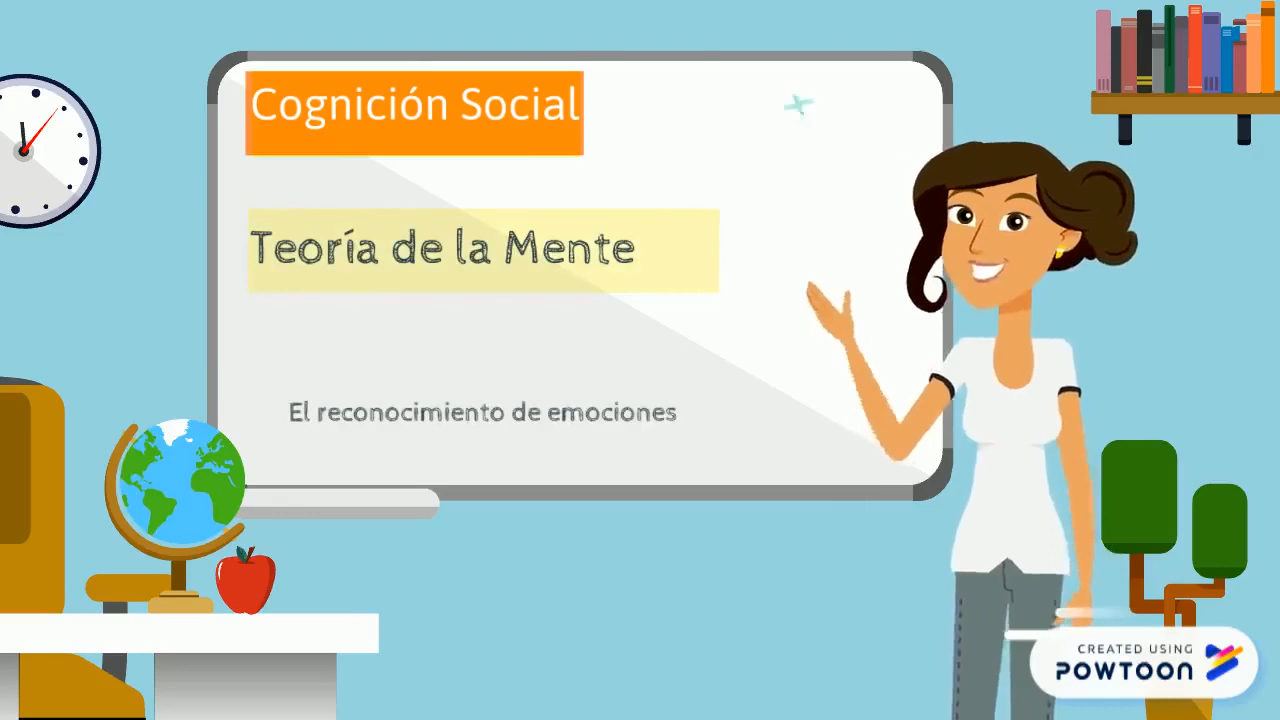 Cognición Social
Teoría de la Mente
El reconocimiento de emociones
CREATED USING
POWTOON